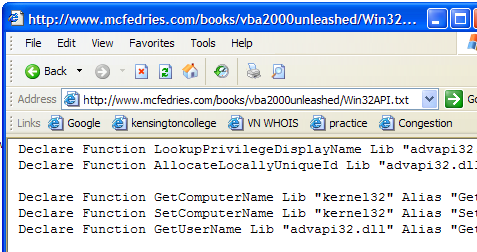 http://www.mcfedries.com/books/vba2000unleashed/Win32...
File Edit View Favorites Tools Help
Back
Address http://www.mcfedries.com/books/vba2000unleashed/Win32API.txt Go
Links Google kensingtoncollege VN WHOIS practice Congestion
Declare Function LookupPrivilegeDisplayName Lib "advapi32
Declare Function AllocateLocallyUniqueId Lib "advapi32.dll
Declare Function GetComputerName Lib "kernel32" Alias "Get
Declare Function SetComputerName Lib "kernel32" Alias "Set
Declare Function GetUserName Lib "advapi32.dll" Alias "Get